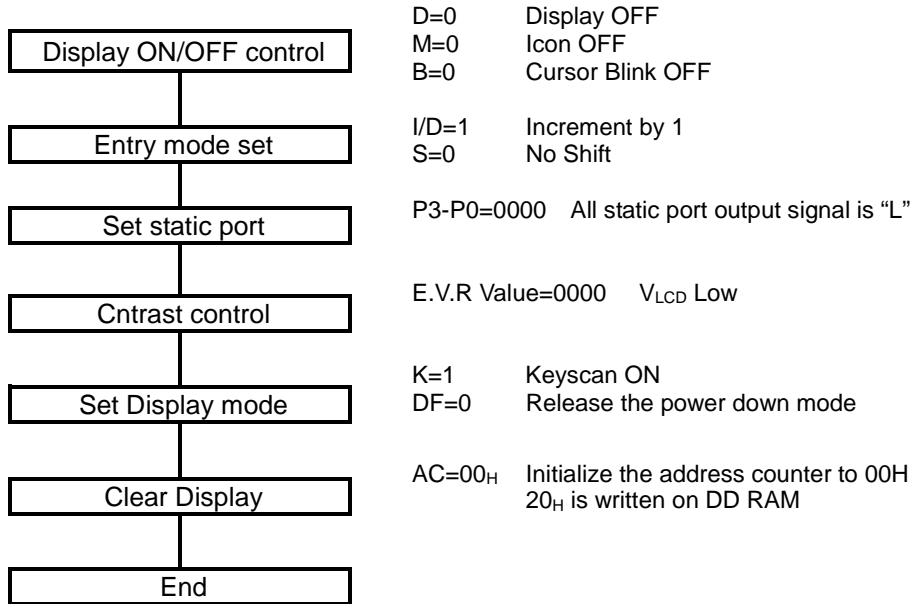 Display ON/OFF control
D=0 Display OFF
M=0 Icon OFF
B=0 Cursor Blink OFF
Entry mode set
I/D=1 Increment by 1
S=0 No Shift
Set static port
P3-P0=0000 All static port output signal is “L”
Cntrast control
E.V.R Value=0000 VLCD Low
Set Display mode
K=1 Keyscan ON
DF=0 Release the power down mode
Clear Display
AC=00H Initialize the address counter to 00H
20H is written on DD RAM
End